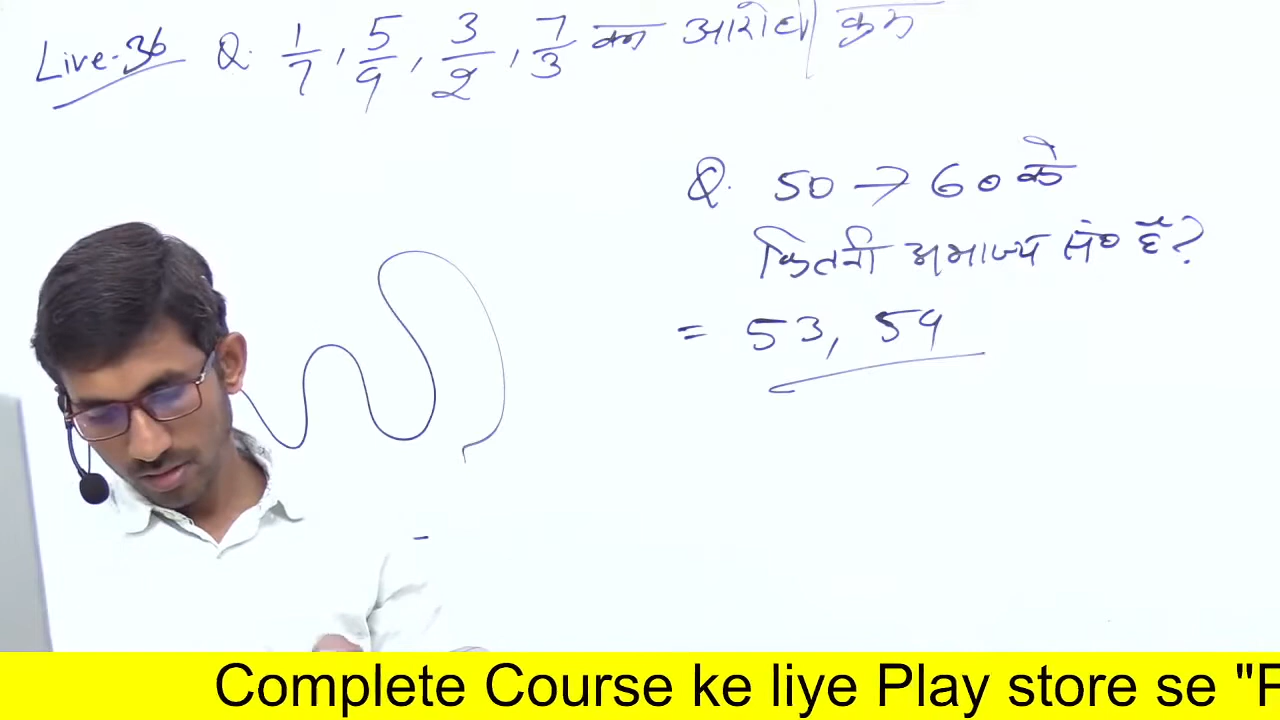 Live-36 Q. 1/7, 5/9, 3/2, 7/3 का आरोही क्रम
Q. 50 → 60 के
कितनी अभाज्य सं० हैं?
= 53, 59
Complete Course ke liye Play store se "F